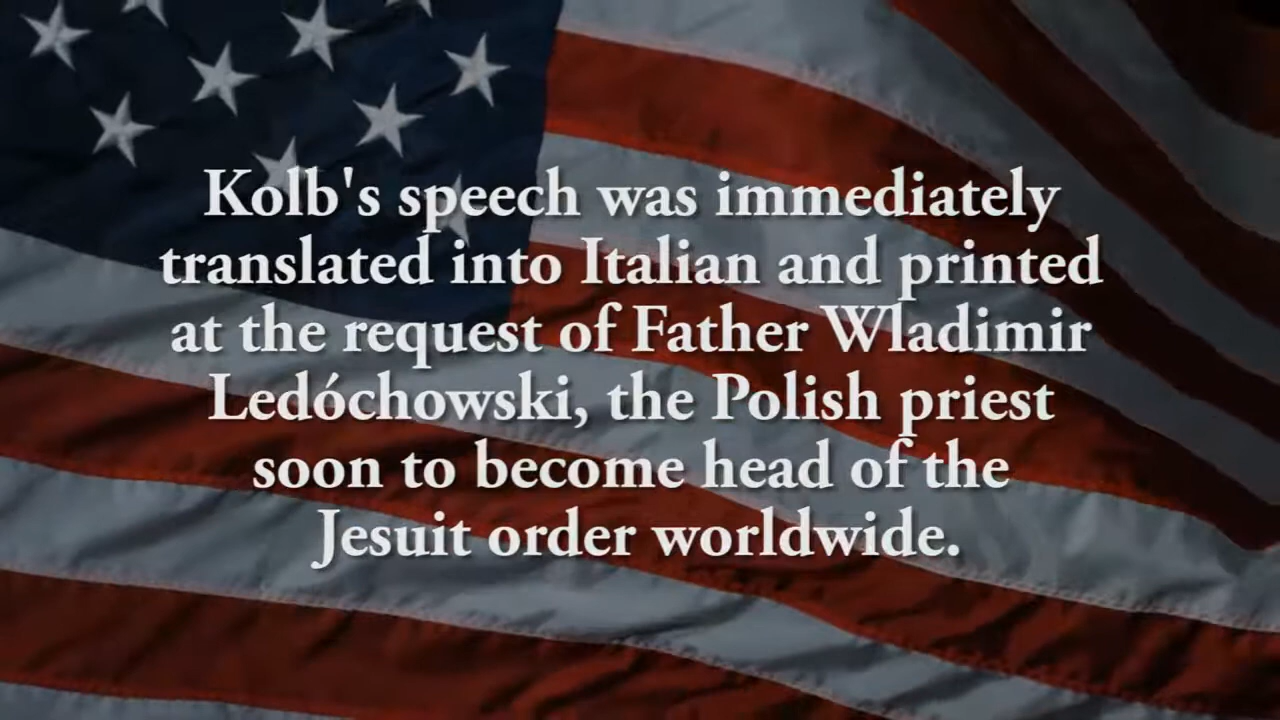 Kolb's speech was immediately
translated into Italian and printed
at the request of Father Wladimir
Ledóchowski, the Polish priest
soon to become head of the
Jesuit order worldwide.